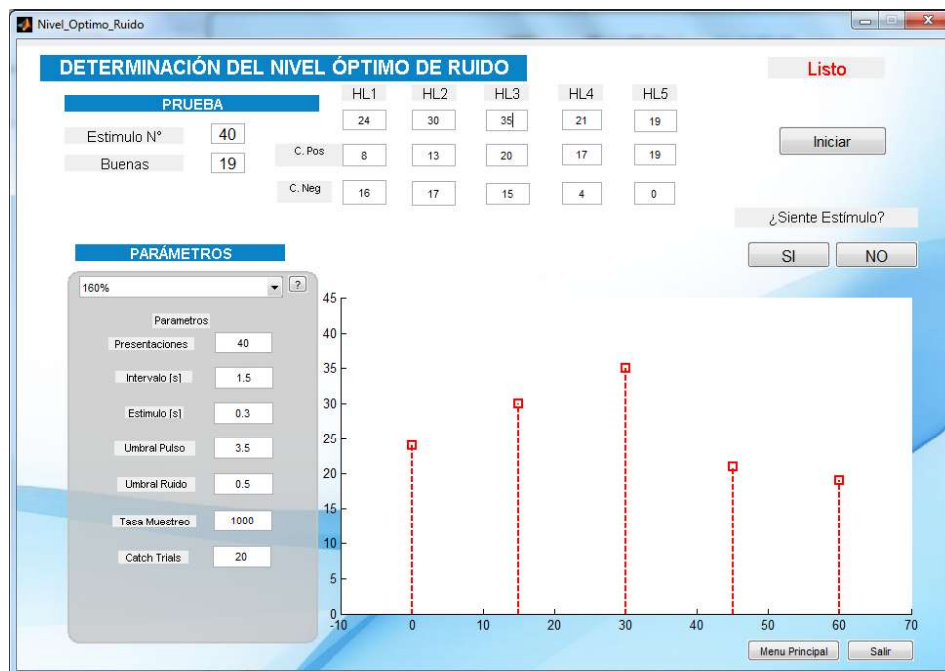 Nivel_Optimo_Ruido
DETERMINACIÓN DEL NIVEL ÓPTIMO DE RUIDO
Listo
PRUEBA
HL1 HL2 HL3 HL4 HL5
24 30 35 21 19
Estimulo N° 40
Buenas 19
C. Pos 8 13 20 17 19
C. Neg 16 17 15 4 0
Iniciar
¿Siente Estímulo?
SI NO
PARÁMETROS
160% ?
Parametros
Presentaciones 40
Intervalo [s] 1.5
Estimulo [s] 0.3
Umbral Pulso 3.5
Umbral Ruido 0.5
Tasa Muestreo 1000
Catch Trials 20
45
40
35
30
25
20
15
10
5
0
-10 0 10 20 30 40 50 60 70
Menu Principal Salir